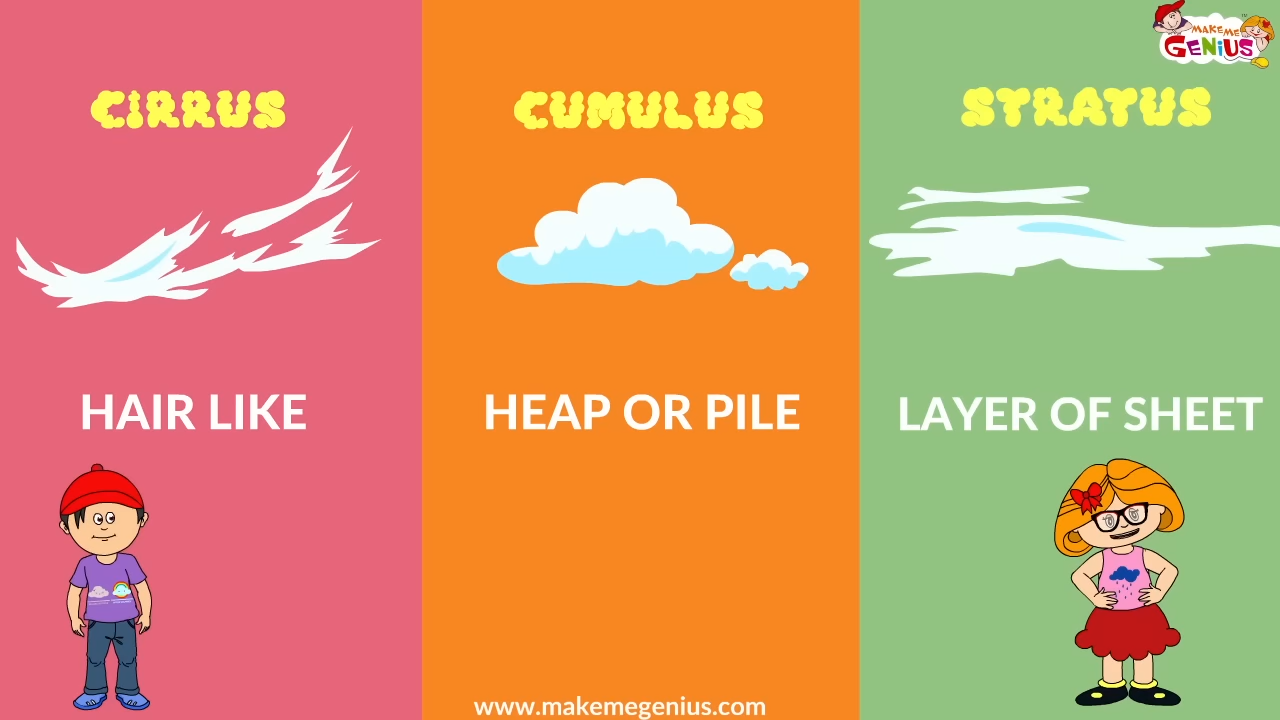 MAKE ME
GENiUS
CiRRUS
CUMULUS
STRATUS
HAIR LIKE
HEAP OR PILE
LAYER OF SHEET
www.makemegenius.com